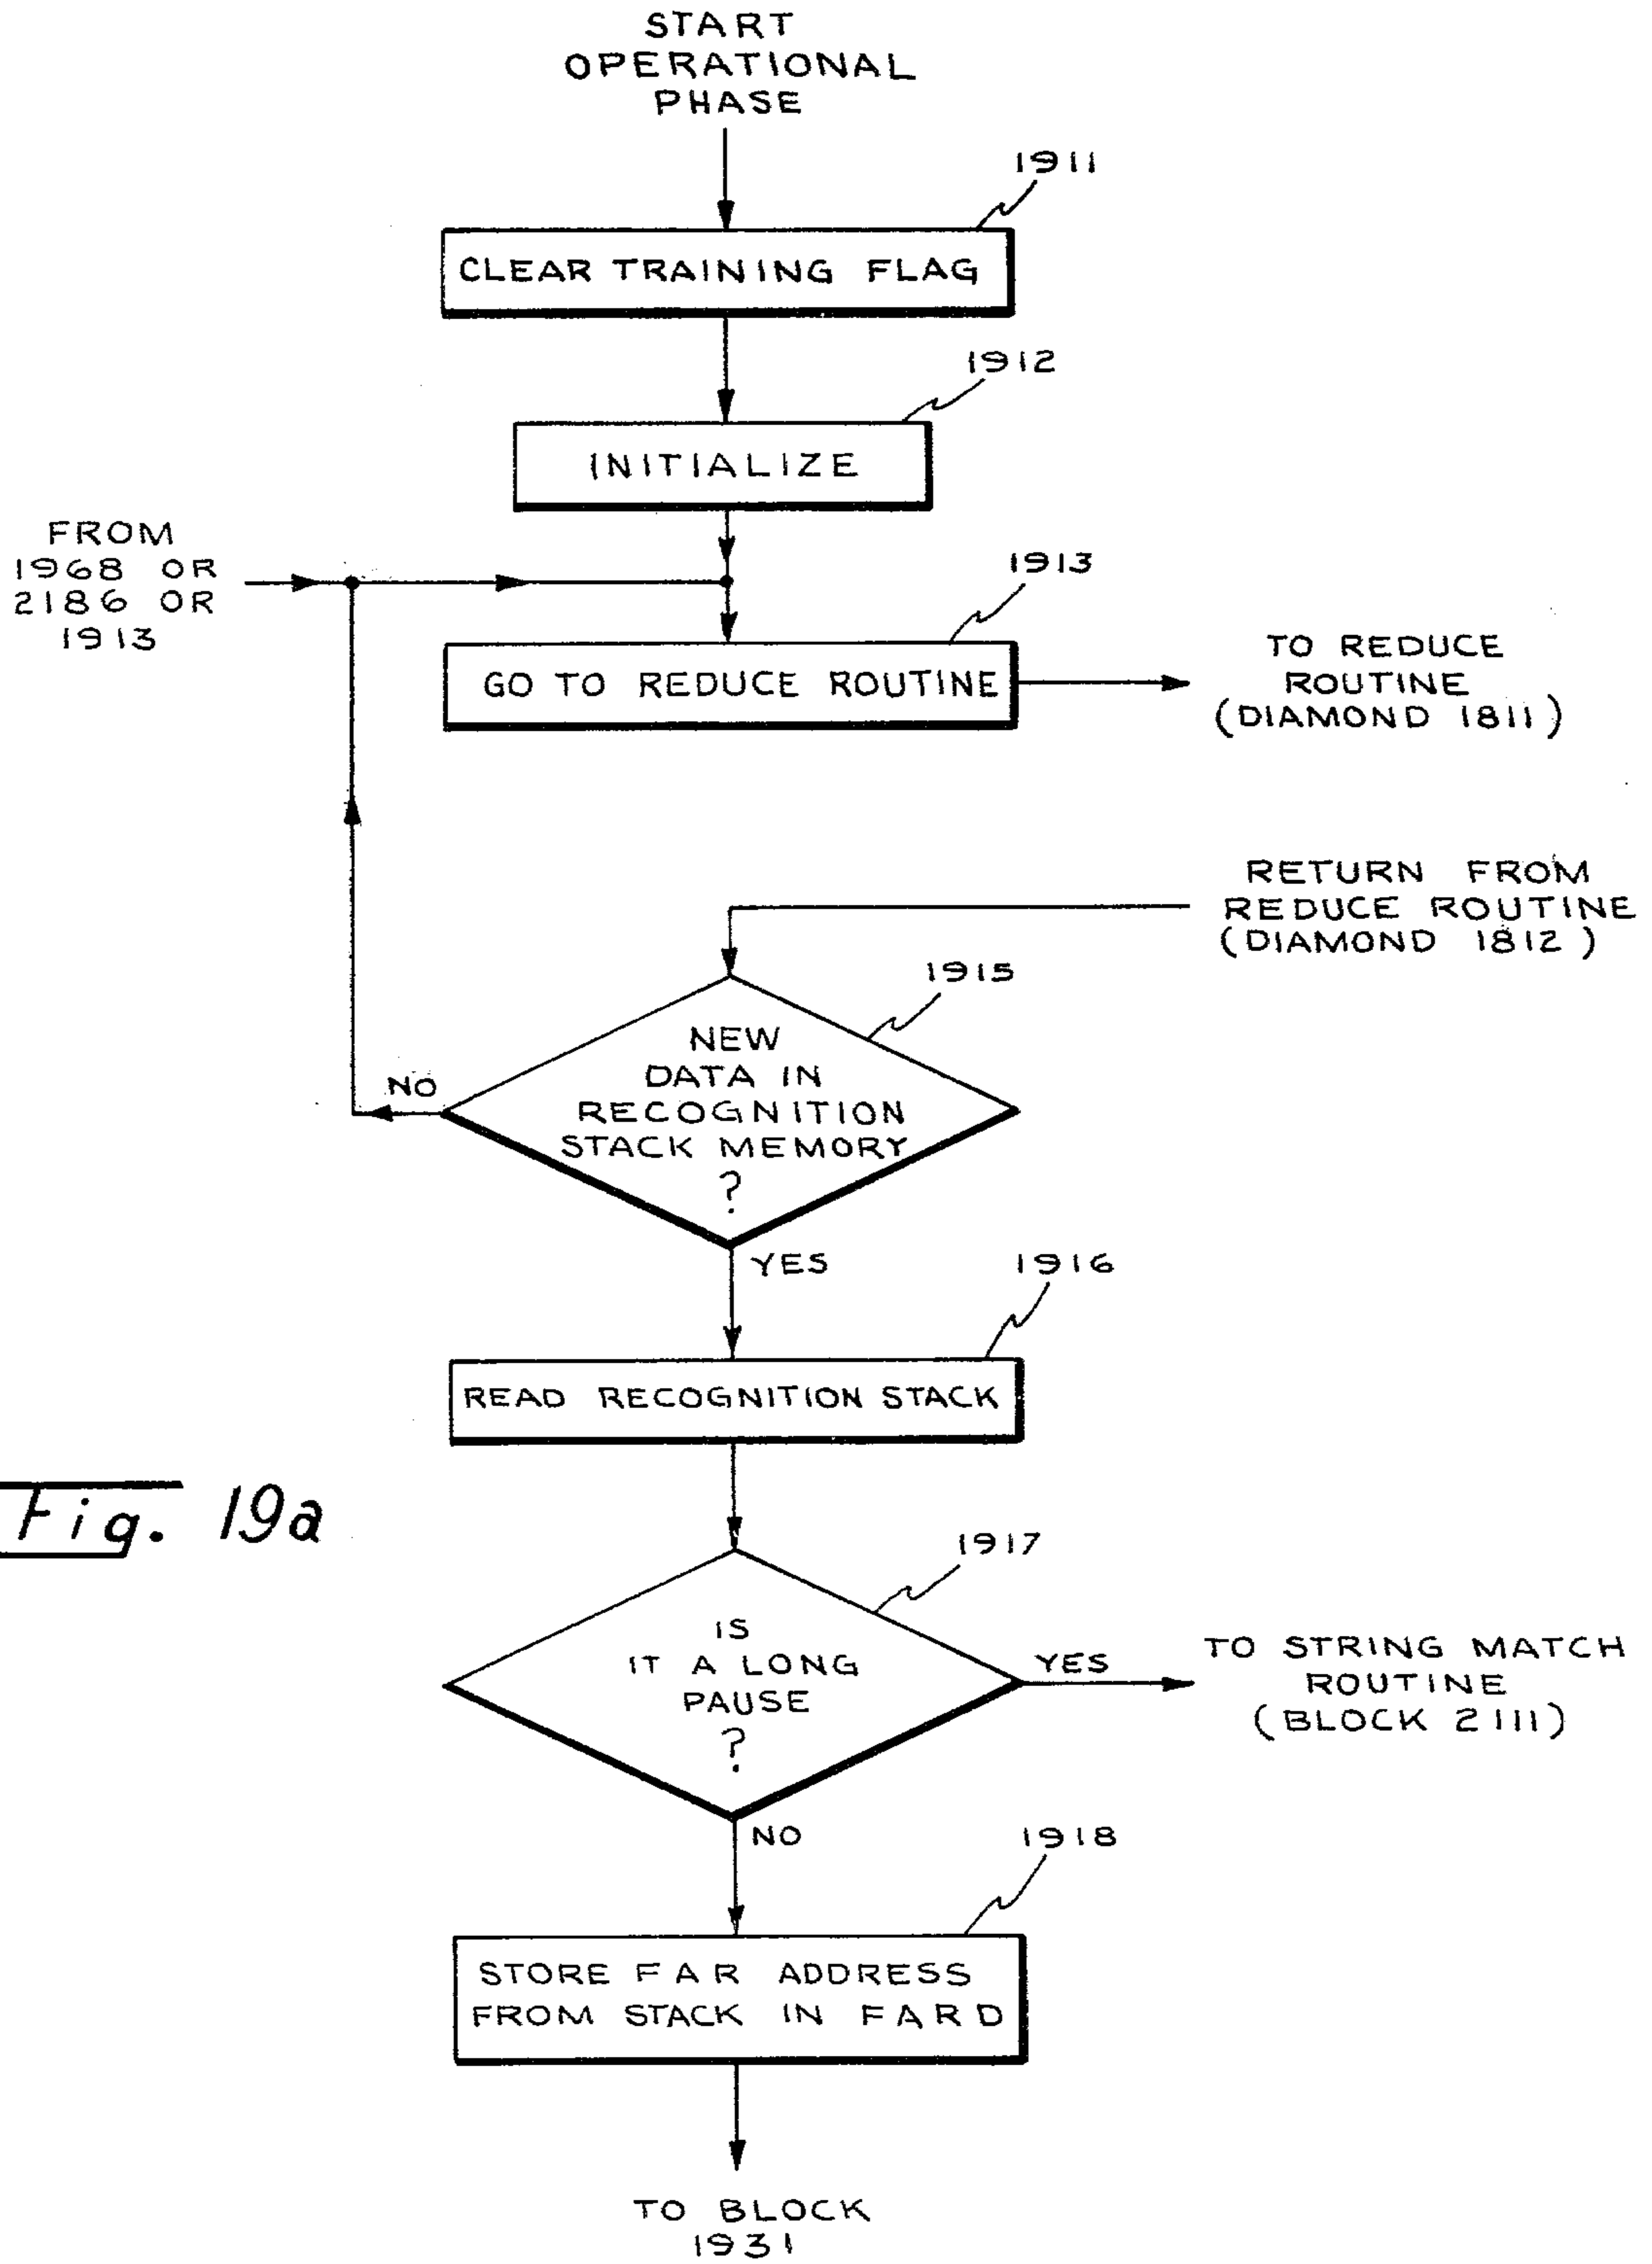 START
OPERATIONAL
PHASE
1911
CLEAR TRAINING FLAG
1912
INITIALIZE
FROM
1968 OR
2186 OR
1913
1913
GO TO REDUCE ROUTINE
TO REDUCE
ROUTINE
(DIAMOND 1811)
RETURN FROM
REDUCE ROUTINE
(DIAMOND 1812)
1915
NEW
DATA IN
RECOGNITION
STACK MEMORY
?
NO
YES
1916
READ RECOGNITION STACK
Fig. 19a
1917
IS
IT A LONG
PAUSE
?
YES
TO STRING MATCH
ROUTINE
(BLOCK 2111)
NO
1918
STORE FAR ADDRESS
FROM STACK IN FARD
TO BLOCK
1931